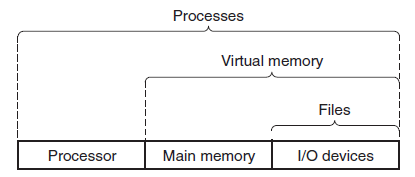 Processes
Virtual memory
Files
Processor Main memory I/O devices